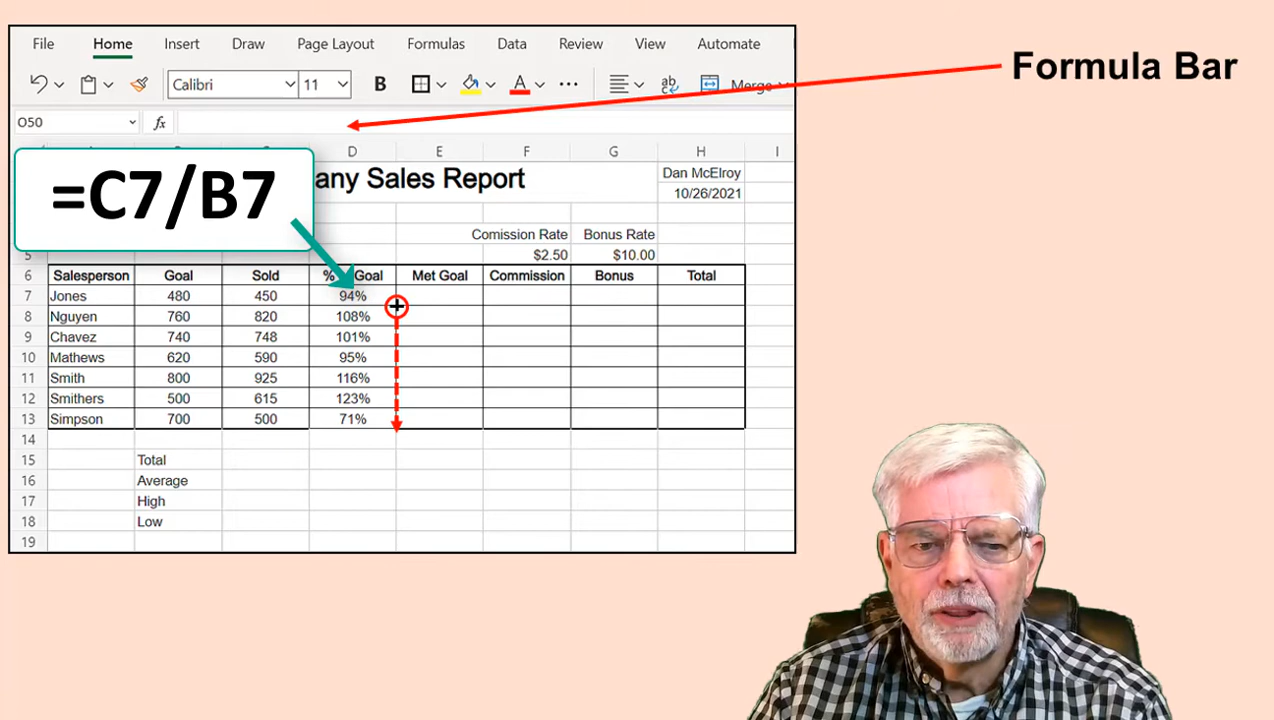 File Home Insert Draw Page Layout Formulas Data Review View Automate
Formula Bar
Calibri 11 B A ab Merge
O50 fx
D E F G H I
=C7/B7
any Sales Report
Dan McElroy
10/26/2021
Comission Rate Bonus Rate
5 $2.50 $10.00
6 Salesperson Goal Sold % Goal Met Goal Commission Bonus Total
7 Jones 480 450 94%
8 Nguyen 760 820 108%
9 Chavez 740 748 101%
10 Mathews 620 590 95%
11 Smith 800 925 116%
12 Smithers 500 615 123%
13 Simpson 700 500 71%
14
15 Total
16 Average
17 High
18 Low
19